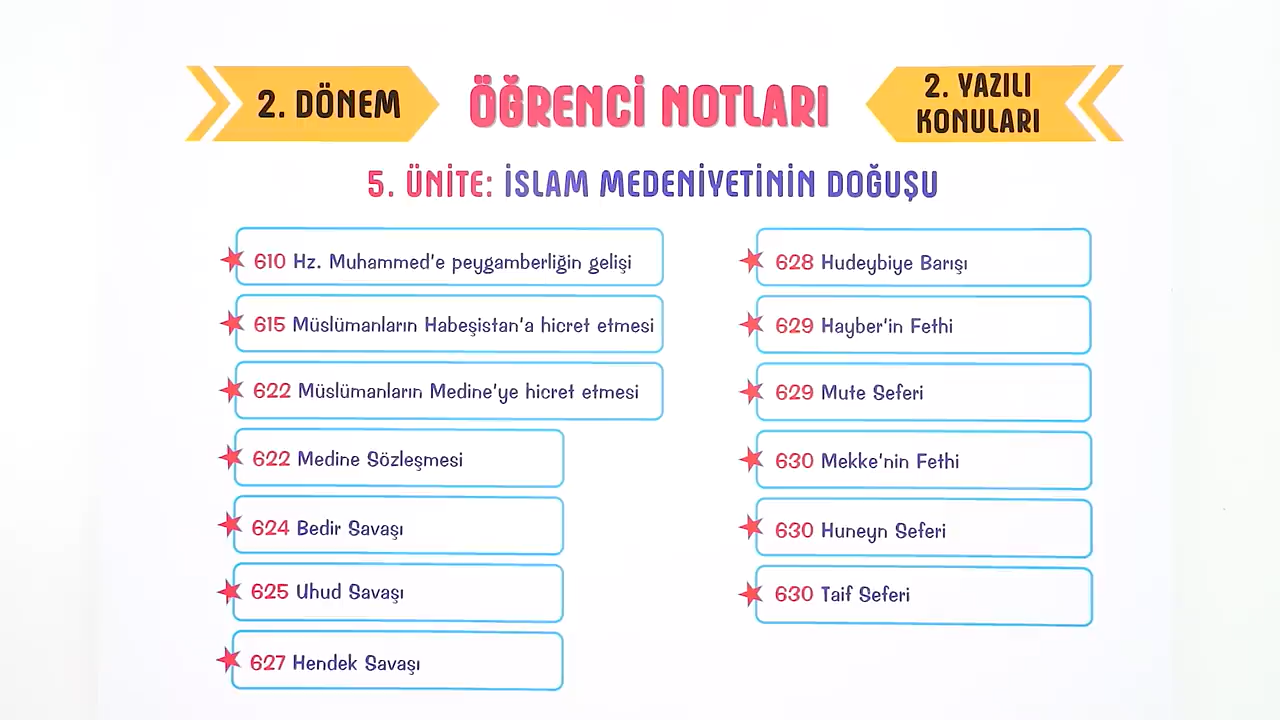 2. DÖNEM
ÖĞRENCİ NOTLARI
2. YAZILI
KONULARI
5. ÜNİTE: İSLAM MEDENİYETİNİN DOĞUŞU
610 Hz. Muhammed'e peygamberliğin gelişi
615 Müslümanların Habeşistan'a hicret etmesi
622 Müslümanların Medine'ye hicret etmesi
622 Medine Sözleşmesi
624 Bedir Savaşı
625 Uhud Savaşı
627 Hendek Savaşı
628 Hudeybiye Barışı
629 Hayber'in Fethi
629 Mute Seferi
630 Mekke'nin Fethi
630 Huneyn Seferi
630 Taif Seferi